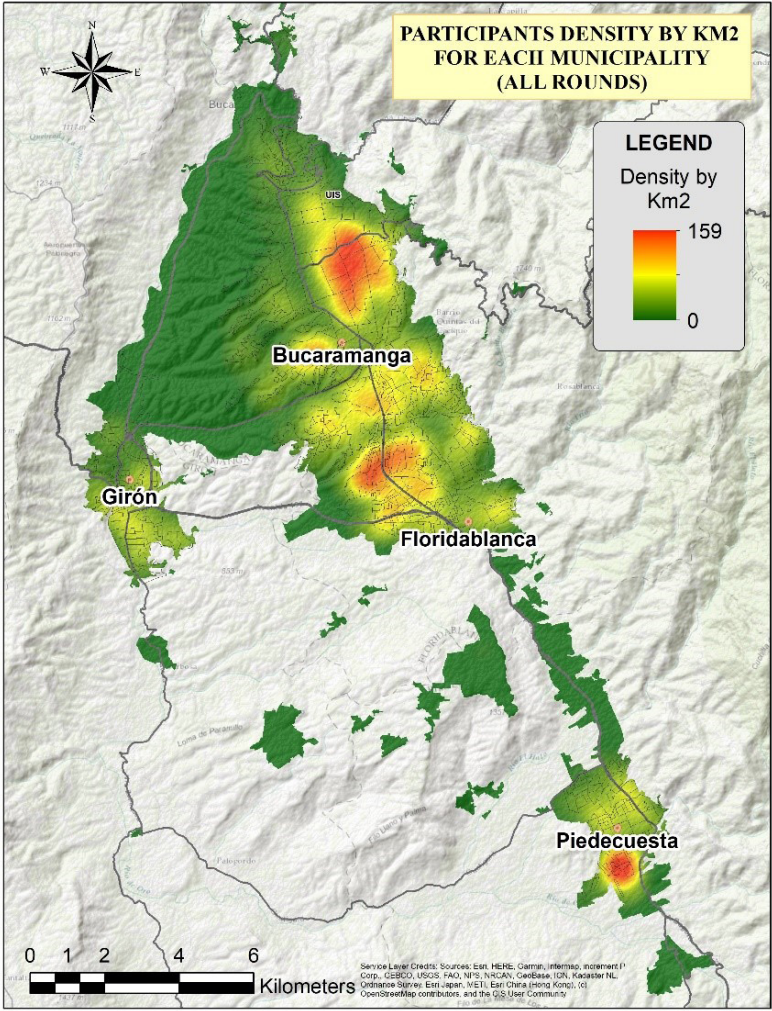 PARTICIPANTS DENSITY BY KM2
FOR EACII MUNICIPALITY
(ALL ROUNDS)
N
W E
S
LEGEND
Density by
Km2
159
0
Buca
UIS
1740 m
Bucaramanga
Girón
Floridablanca
FLORIDABLAN
Piedecuesta
0 1 2 4 6
Kilometers
Service Layer Credits: Sources: Esri, HERE, Garmin, Intermap, increment P
Corp., GEBCO, USGS, FAO, NPS, NRCAN, GeoBase, IGN, Kadaster NL,
Ordnance Survey, Esri Japan, METI, Esri China (Hong Kong), (c)
OpenStreetMap contributors, and the GIS User Community